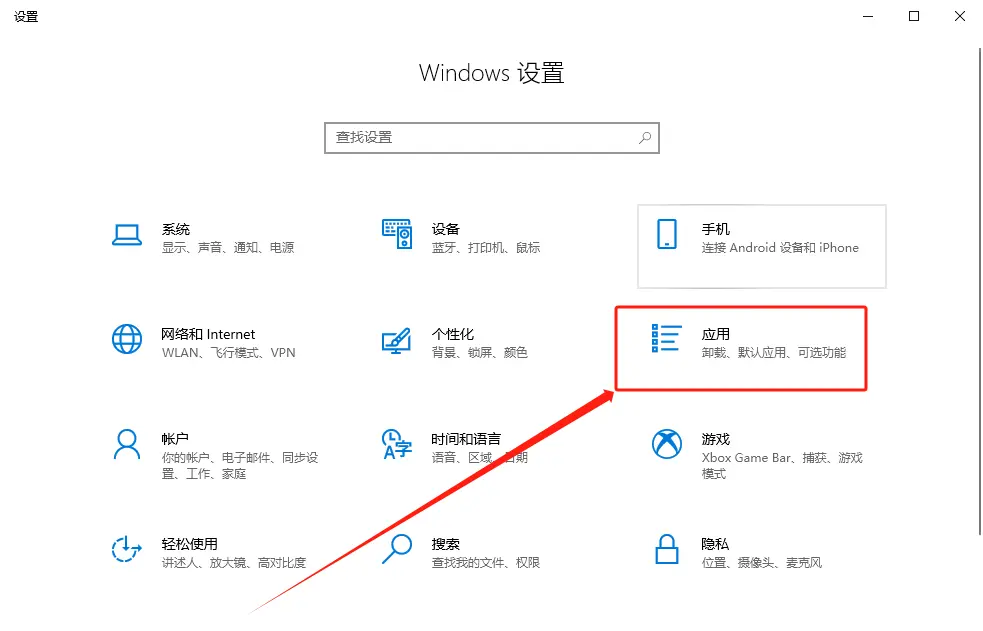 设置
Windows 设置
查找设置
系统
显示、声音、通知、电源
设备
蓝牙、打印机、鼠标
手机
连接 Android 设备和 iPhone
网络和 Internet
WLAN、飞行模式、VPN
个性化
背景、锁屏、颜色
应用
卸载、默认应用、可选功能
帐户
你的帐户、电子邮件、同步设
置、工作、家庭
时间和语言
语音、区域、日期
游戏
Xbox Game Bar、捕获、游戏
模式
轻松使用
讲述人、放大镜、高对比度
搜索
查找我的文件、权限
隐私
位置、摄像头、麦克风